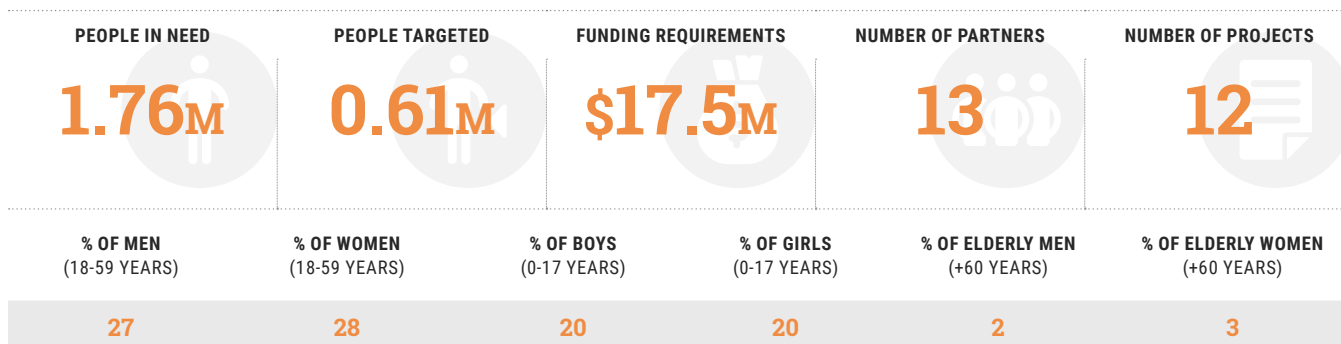 PEOPLE IN NEED PEOPLE TARGETED FUNDING REQUIREMENTS NUMBER OF PARTNERS NUMBER OF PROJECTS
1.76M 0.61M $17.5M 13 12
% OF MEN % OF WOMEN % OF BOYS % OF GIRLS % OF ELDERLY MEN % OF ELDERLY WOMEN
(18-59 YEARS) (18-59 YEARS) (0-17 YEARS) (0-17 YEARS) (+60 YEARS) (+60 YEARS)
27 28 20 20 2 3